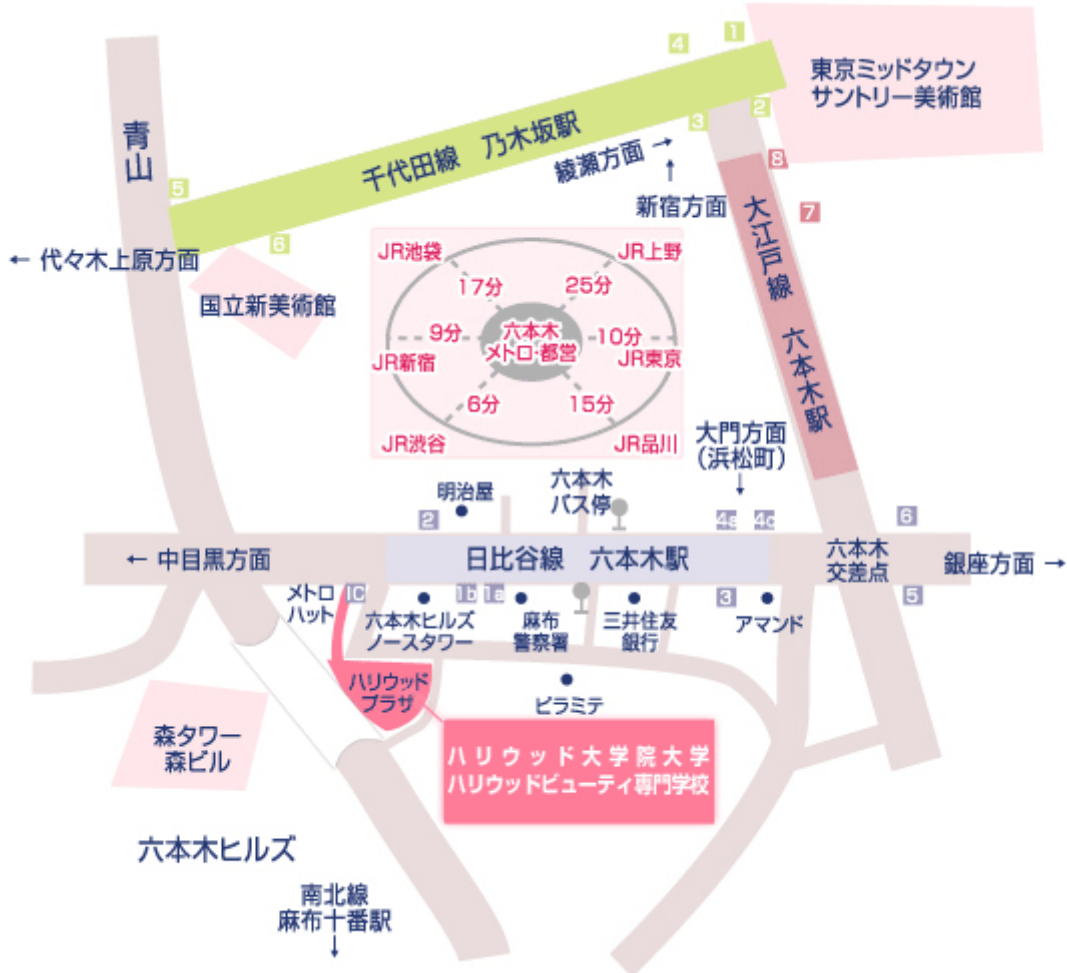 4
1
東京ミッドタウン
サントリー美術館
2
3
千代田線 乃木坂駅
綾瀬方面 →
↑
新宿方面
青山
5
6
8
7
大江戸線 六本木駅
← 代々木上原方面
国立新美術館
JR池袋
JR上野
17分
25分
9分
六本木
メトロ・都営
10分
JR新宿
JR東京
6分
15分
JR渋谷
JR品川
大門方面
(浜松町)
↓
明治屋
2
六本木
バス停
4a
4c
6
← 中目黒方面
日比谷線 六本木駅
六本木
交差点
銀座方面 →
メトロ
ハット
1C
1b
1a
3
5
六本木ヒルズ
ノースタワー
麻布
警察署
三井住友
銀行
アマンド
ハリウッド
プラザ
ピラミデ
森タワー
森ビル
ハリウッド大学院大学
ハリウッドビューティ専門学校
六本木ヒルズ
南北線
麻布十番駅
↓